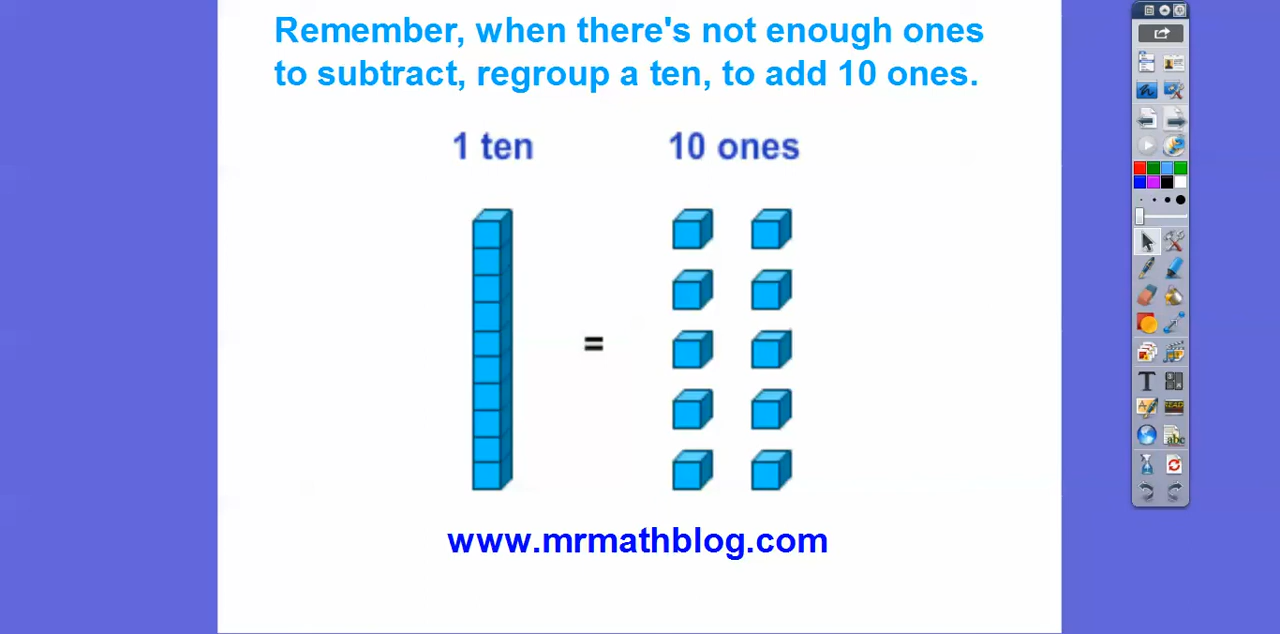 Remember, when there's not enough ones
to subtract, regroup a ten, to add 10 ones.
1 ten 10 ones
=
www.mrmathblog.com